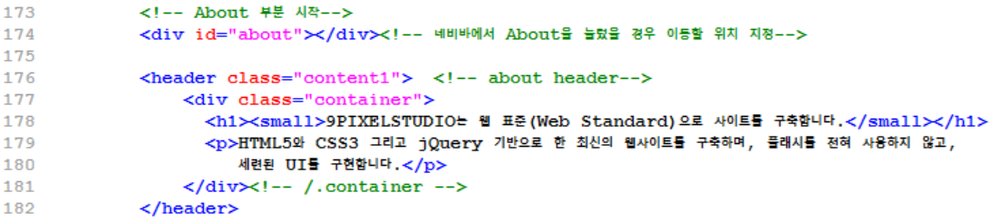 173 <!-- About 부분 시작-->
174 <div id="about"></div><!-- 네비바에서 About을 눌렀을 경우 이동할 위치 지정-->
175
176 <header class="content1"> <!-- about header-->
177 <div class="container">
178 <h1><small>9PIXELSTUDIO는 웹 표준(Web Standard)으로 사이트를 구축합니다.</small></h1>
179 <p>HTML5와 CSS3 그리고 jQuery 기반으로 한 최신의 웹사이트를 구축하며, 플래시를 전혀 사용하지 않고,
180 세련된 UI를 구현합니다.</p>
181 </div><!-- /.container -->
182 </header>